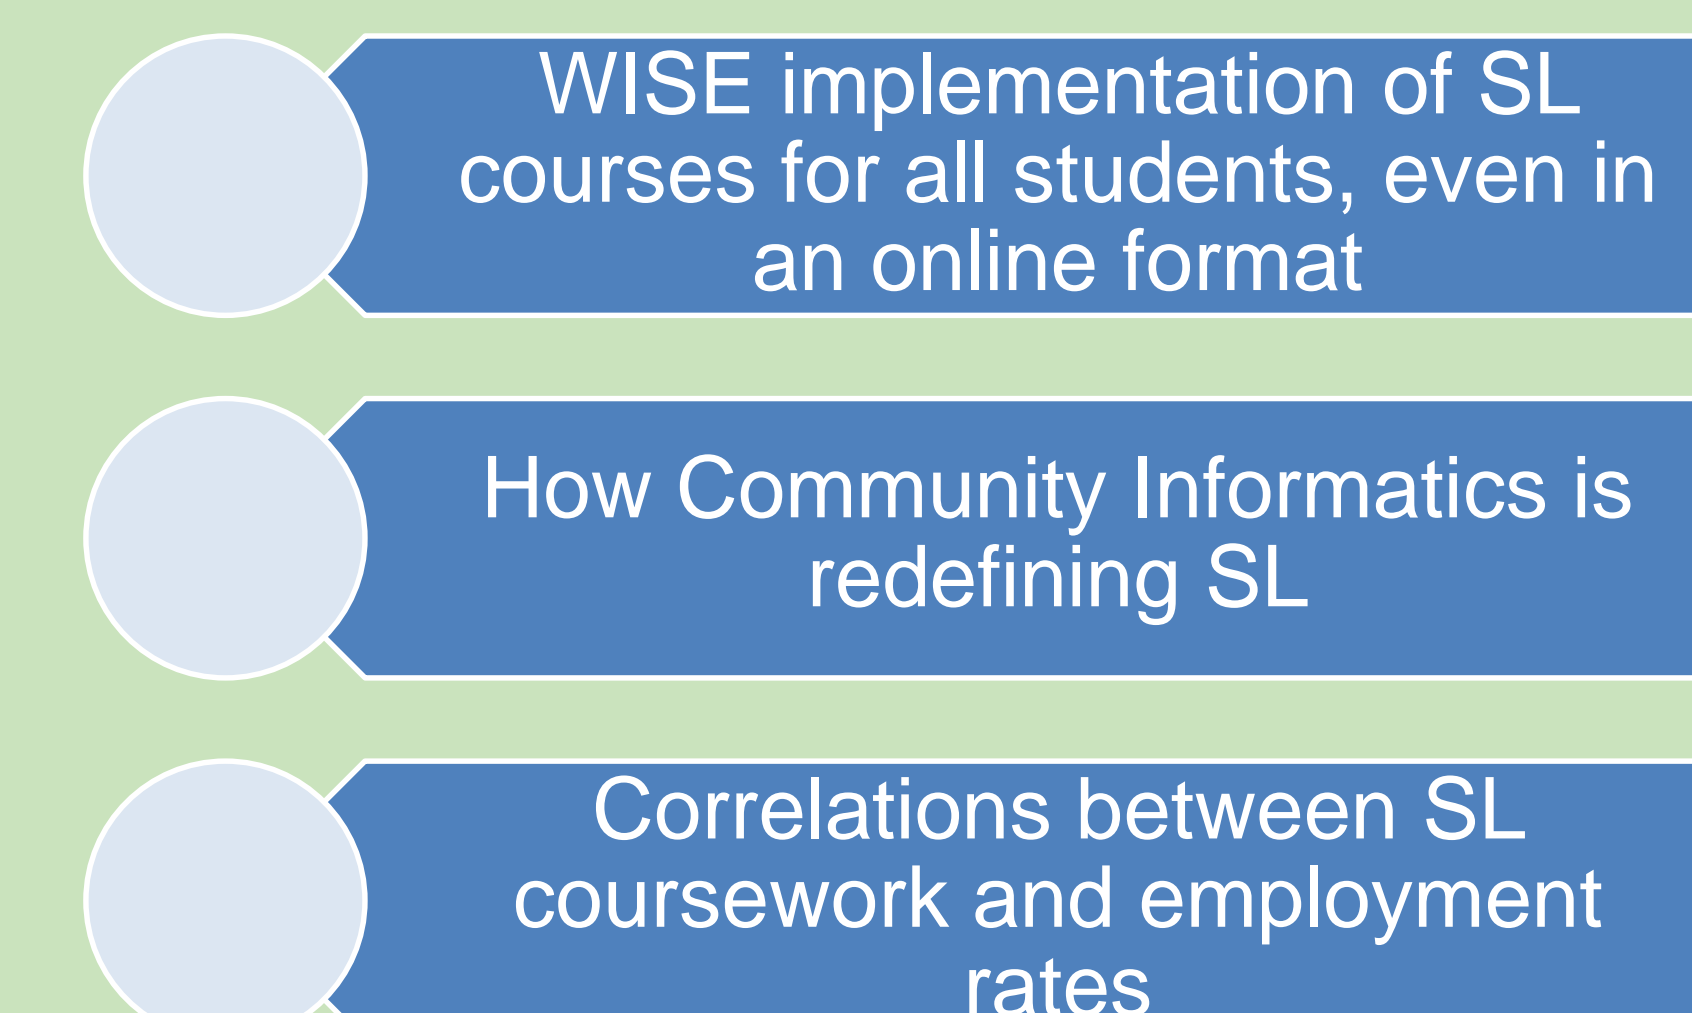 WISE implementation of SL
courses for all students, even in
an online format
How Community Informatics is
redefining SL
Correlations between SL
coursework and employment
rates